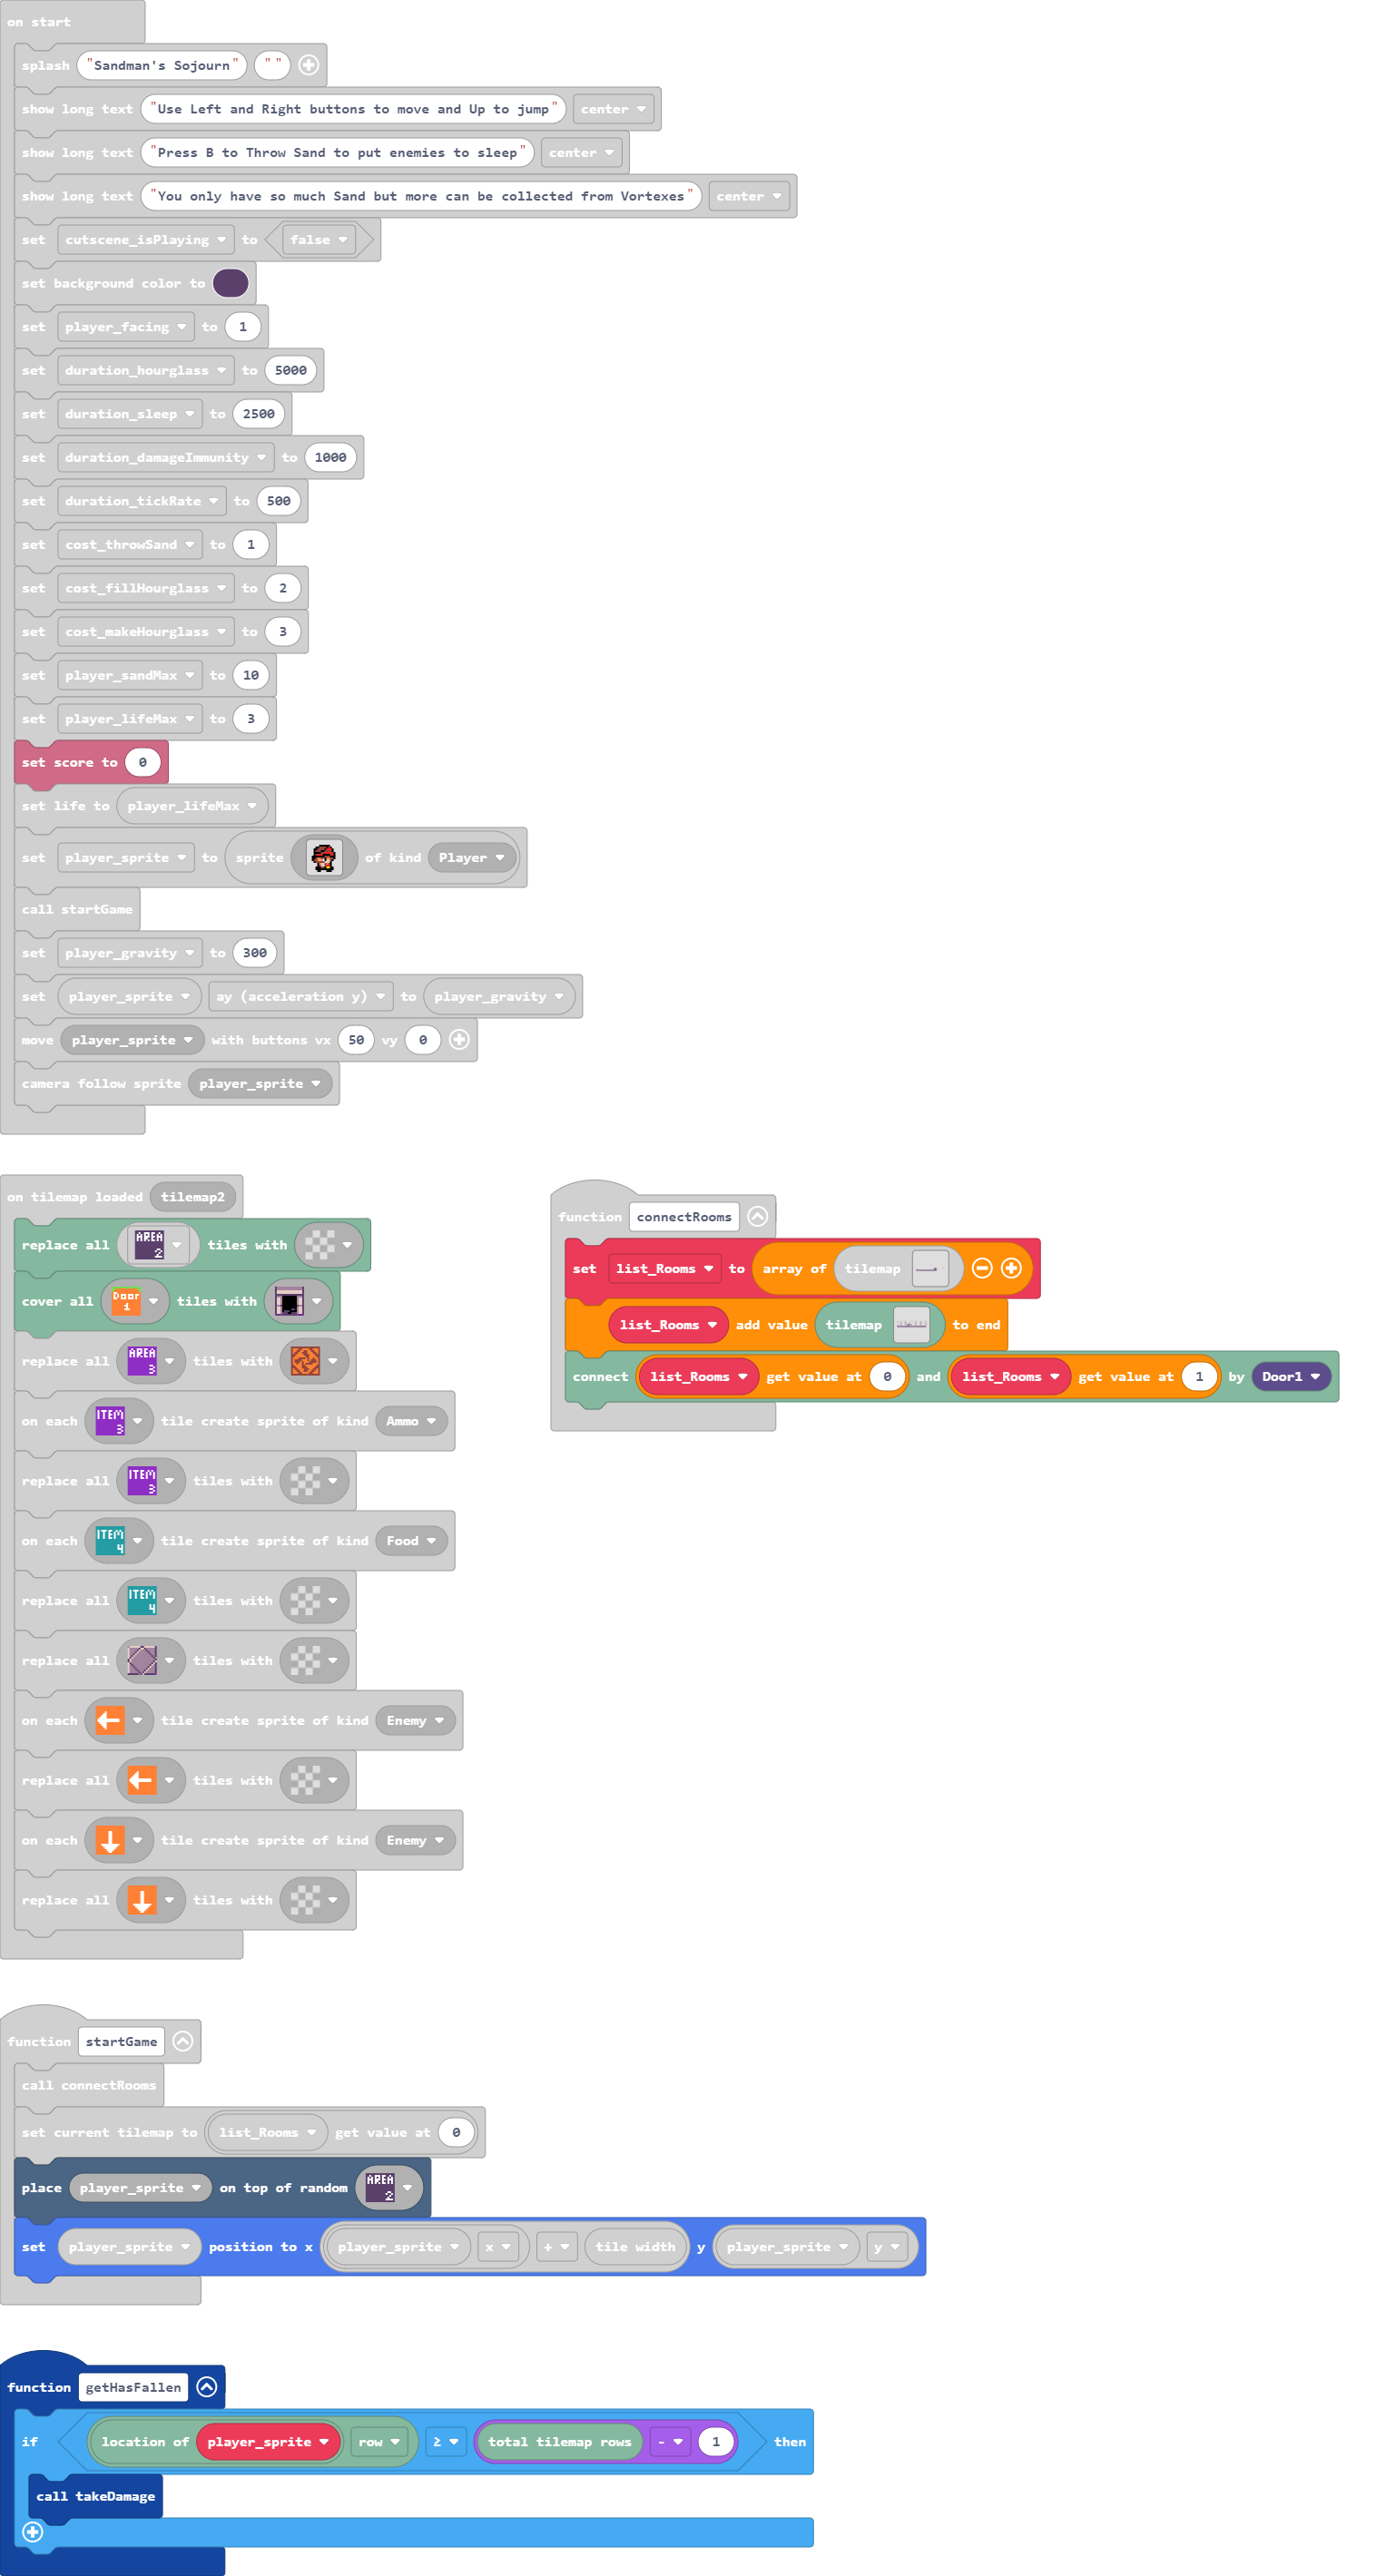 on start
splash "Sandman's Sojourn" " "
show long text "Use Left and Right buttons to move and Up to jump" center
show long text "Press B to Throw Sand to put enemies to sleep" center
show long text "You only have so much Sand but more can be collected from Vortexes" center
set cutscene_isPlaying to false
set background color to
set player_facing to 1
set duration_hourglass to 5000
set duration_sleep to 2500
set duration_damageImmunity to 1000
set duration_tickRate to 500
set cost_throwSand to 1
set cost_fillHourglass to 2
set cost_makeHourglass to 3
set player_sandMax to 10
set player_lifeMax to 3
set score to 0
set life to player_lifeMax
set player_sprite to sprite of kind Player
call startGame
set player_gravity to 300
set player_sprite ay (acceleration y) to player_gravity
move player_sprite with buttons vx 50 vy 0
camera follow sprite player_sprite
on tilemap loaded tilemap2
replace all AREA 2 tiles with
cover all Door 1 tiles with
replace all AREA 3 tiles with
on each ITEM 3 tile create sprite of kind Ammo
replace all ITEM 3 tiles with
on each ITEM 4 tile create sprite of kind Food
replace all ITEM 4 tiles with
replace all tiles with
on each tile create sprite of kind Enemy
replace all tiles with
on each tile create sprite of kind Enemy
replace all tiles with
function connectRooms
set list_Rooms to array of tilemap
list_Rooms add value tilemap to end
connect list_Rooms get value at 0 and list_Rooms get value at 1 by Door1
function startGame
call connectRooms
set current tilemap to list_Rooms get value at 0
place player_sprite on top of random AREA 2
set player_sprite position to x player_sprite x + tile width y player_sprite y
function getHasFallen
if location of player_sprite row ≥ total tilemap rows - 1 then
call takeDamage